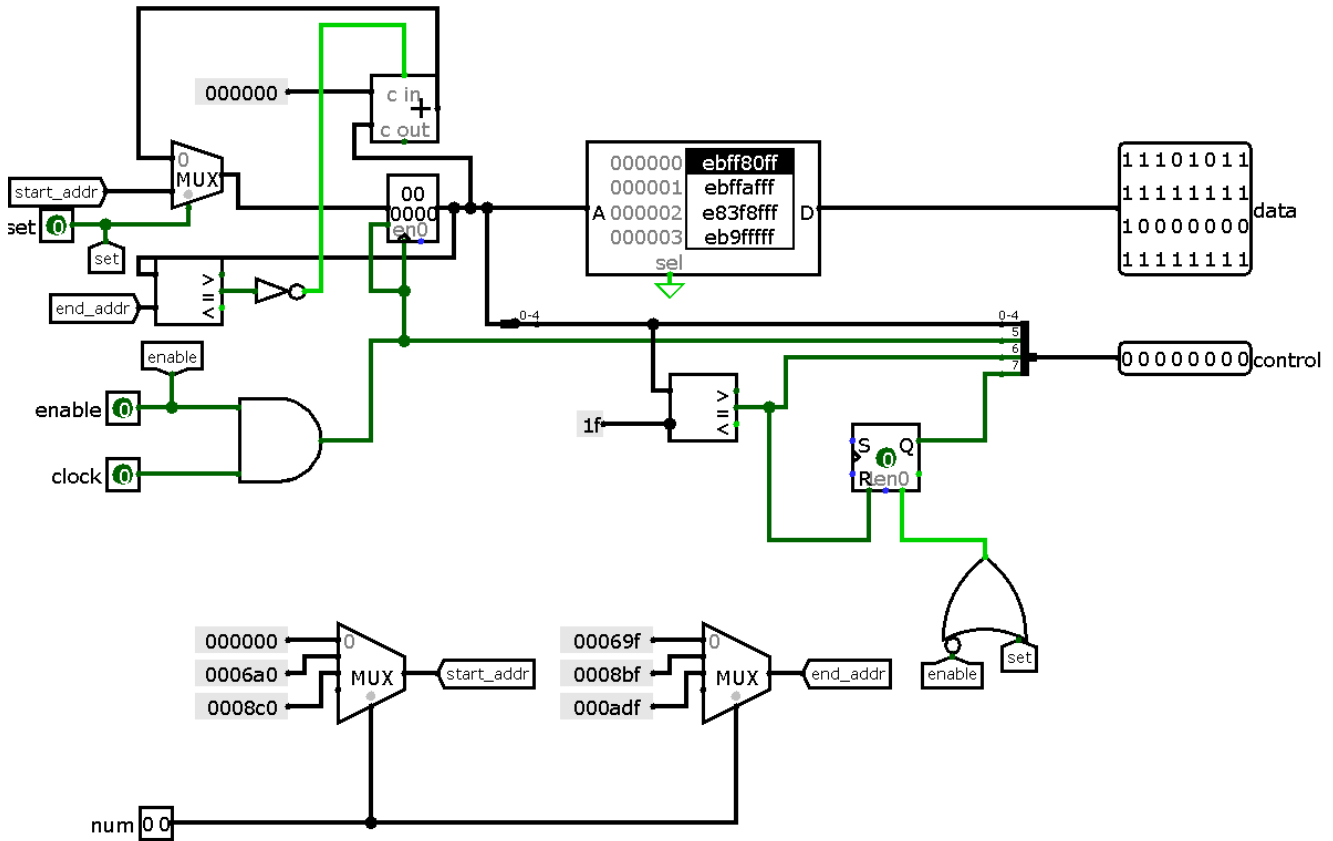 000000
c in
+
c out
0
MUX
start_addr
set
0
set
00
0000
en0
A
000000 ebff80ff
000001 ebffafff
000002 e83f8fff
000003 eb9fffff
D
sel
11101011
11111111
10000000
11111111
data
end_addr
< = >
0-4
0-4
5
6
7
00000000
control
enable
enable
0
clock
0
1f
< = >
S
Q
0
R
en0
enable
set
000000
0006a0
0008c0
0
MUX
start_addr
00069f
0008bf
000adf
0
MUX
end_addr
num
00